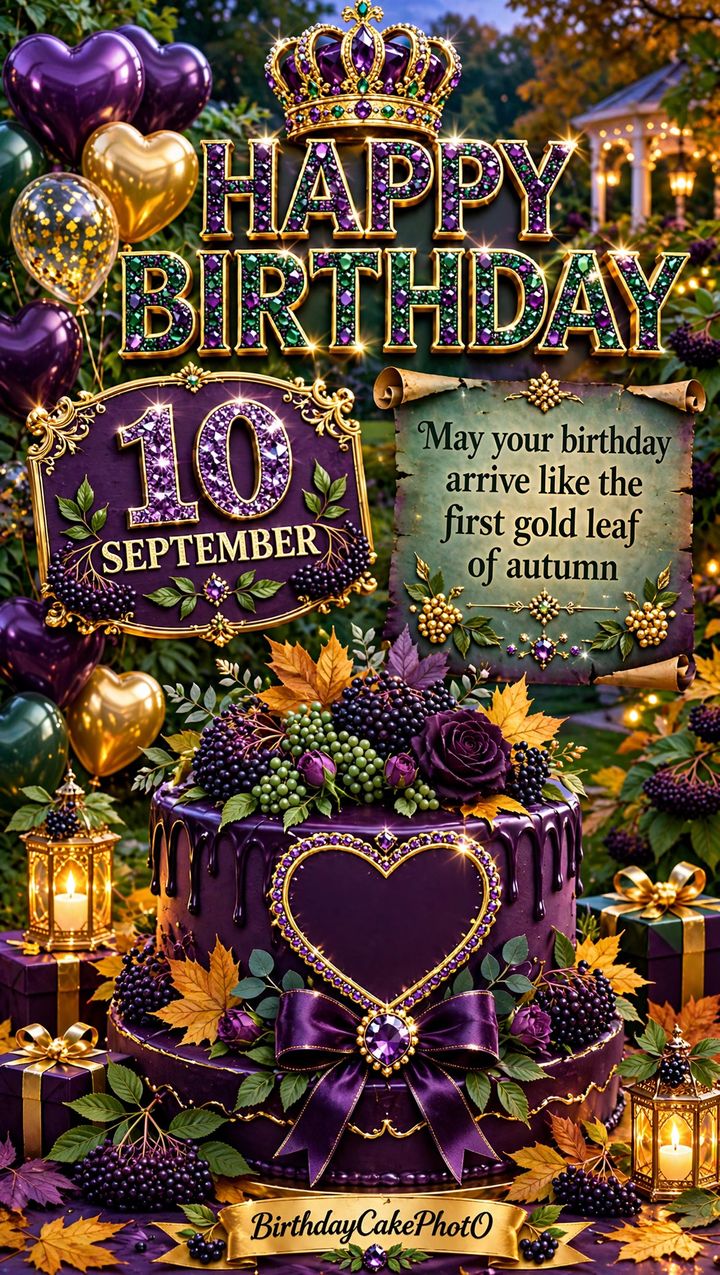 HAPPY
BIRTHDAY
10
SEPTEMBER
May your birthday
arrive like the
first gold leaf
of autumn
BirthdayCakePhotO